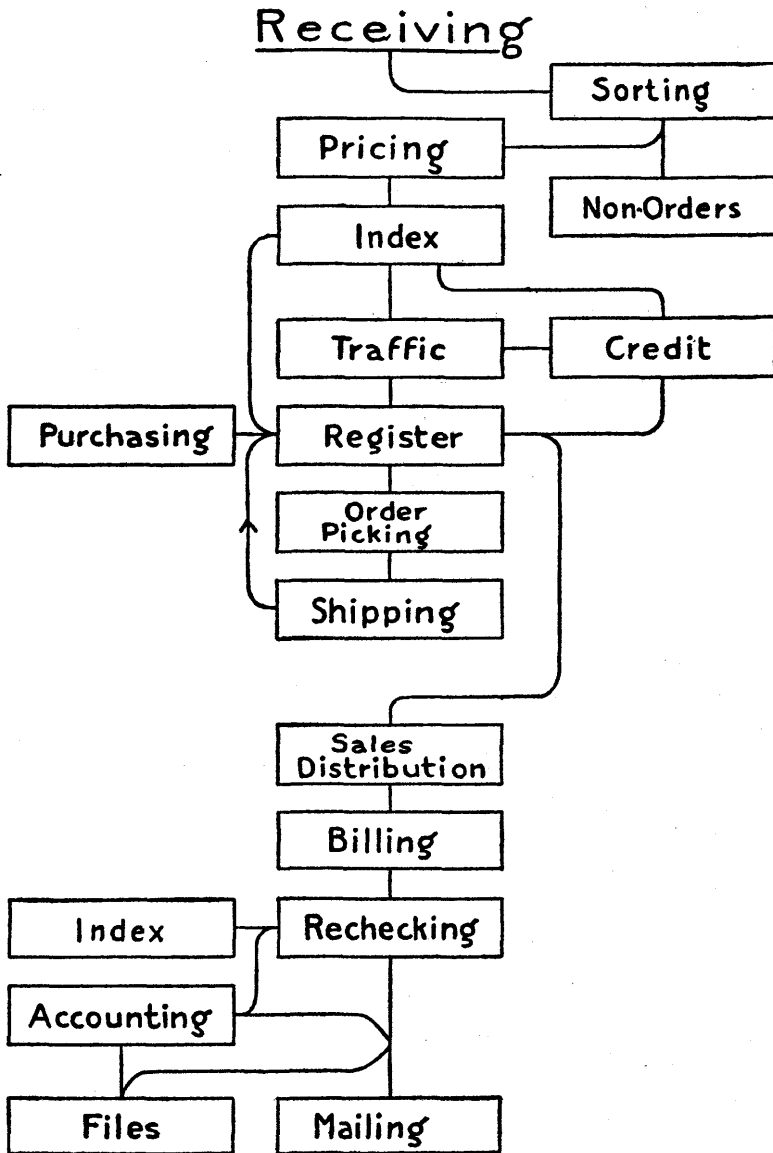 Receiving
Sorting
Pricing
Non-Orders
Index
Traffic
Credit
Purchasing
Register
Order
Picking
Shipping
Sales
Distribution
Billing
Index
Rechecking
Accounting
Files
Mailing